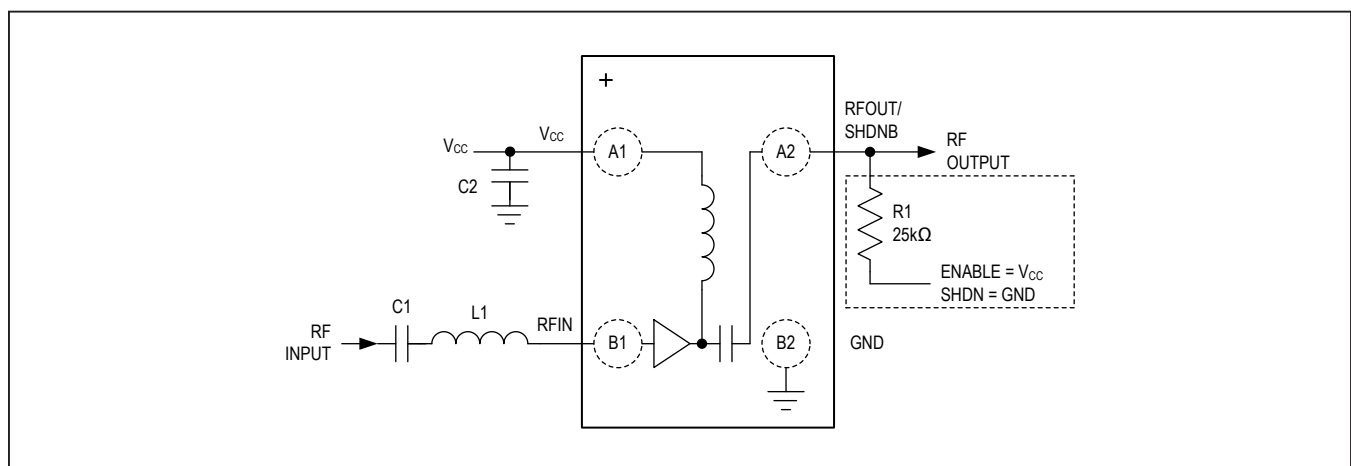 +
RFOUT/
SHDNB
VCC
VCC
A1
A2
RF
OUTPUT
C2
R1
25kΩ
ENABLE = VCC
SHDN = GND
C1
L1
RFIN
RF
INPUT
B1
B2
GND